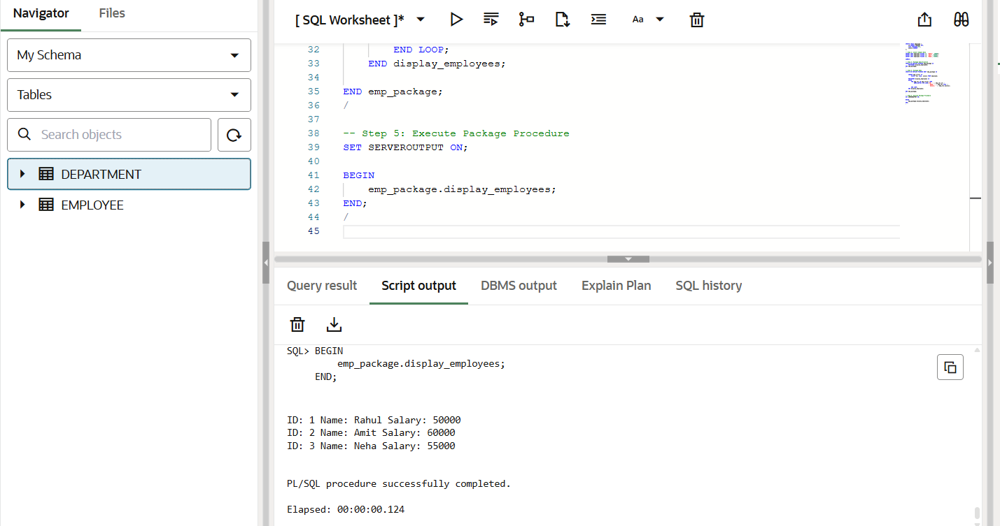 Navigator
Files
My Schema
Tables
Search objects
DEPARTMENT
EMPLOYEE
[ SQL Worksheet ]*
Aa
32 END LOOP;
33 END display_employees;
34
35 END emp_package;
36 /
37
38 -- Step 5: Execute Package Procedure
39 SET SERVEROUTPUT ON;
40
41 BEGIN
42 emp_package.display_employees;
43 END;
44 /
45
Query result
Script output
DBMS output
Explain Plan
SQL history
SQL> BEGIN
emp_package.display_employees;
END;
ID: 1 Name: Rahul Salary: 50000
ID: 2 Name: Amit Salary: 60000
ID: 3 Name: Neha Salary: 55000
PL/SQL procedure successfully completed.
Elapsed: 00:00:00.124